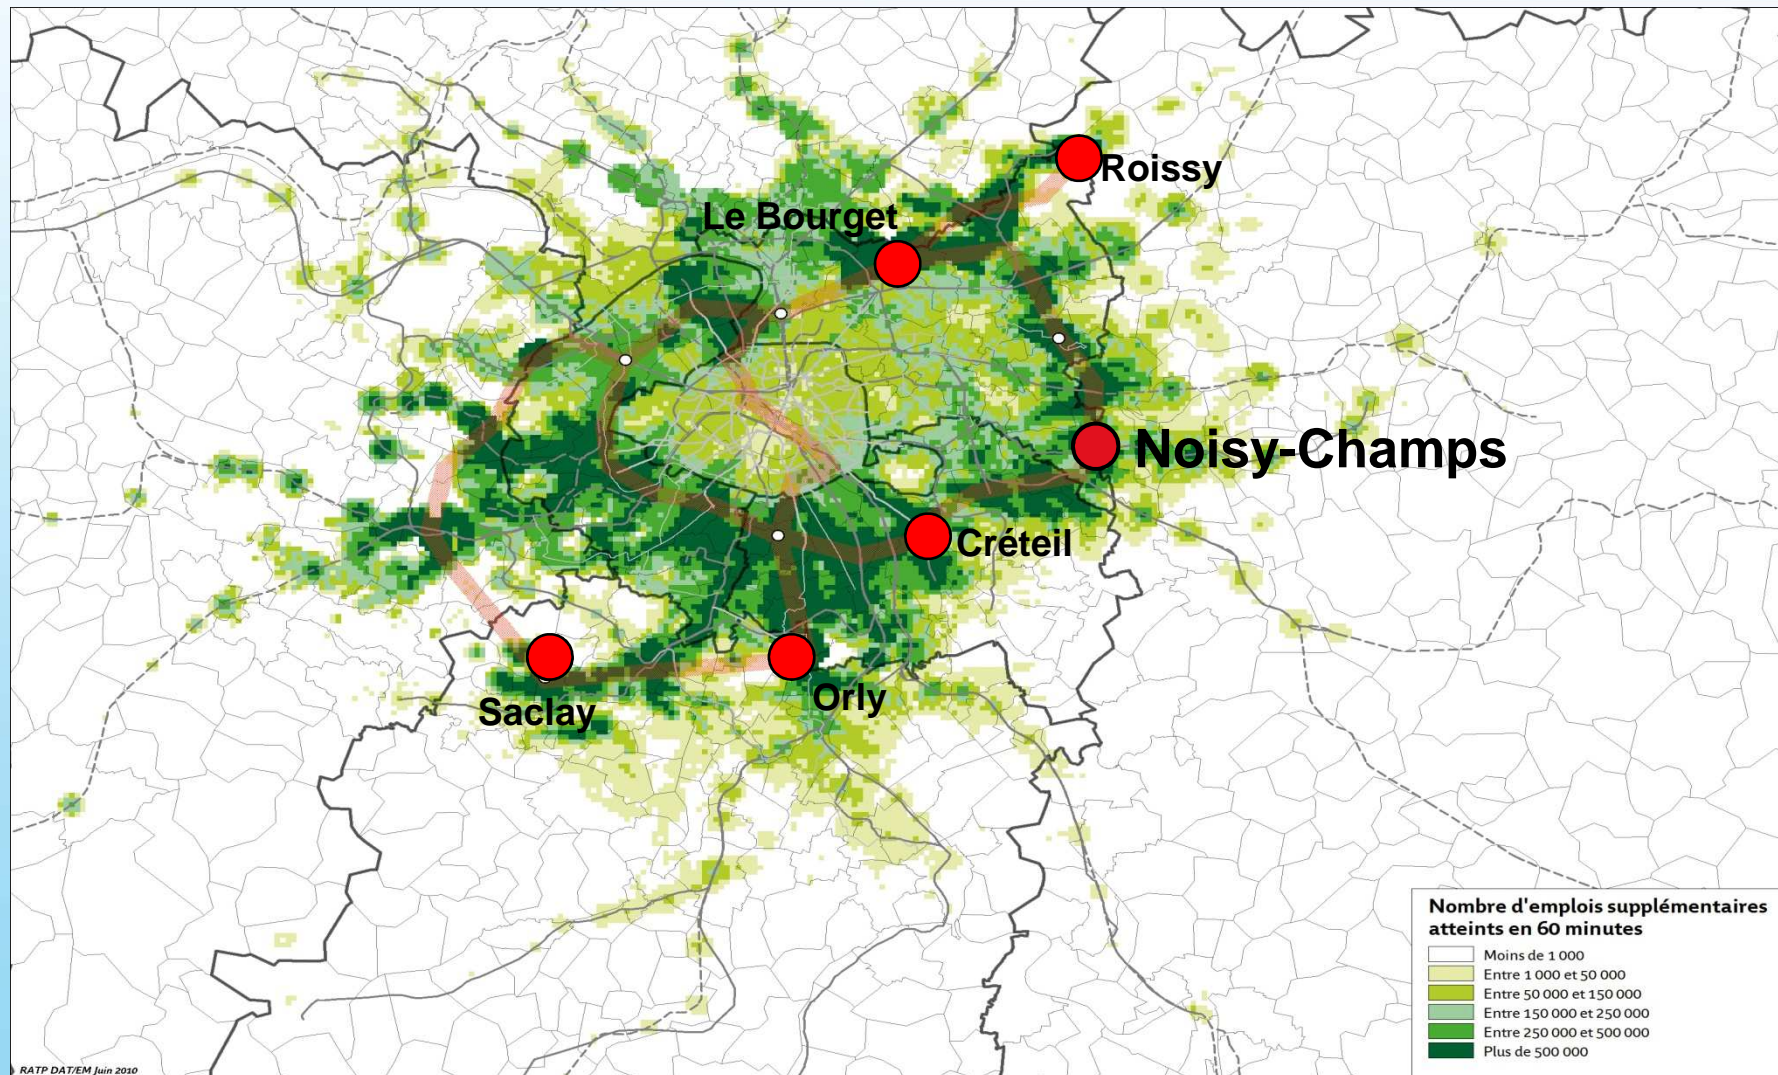 Roissy
Le Bourget
Noisy-Champs
Créteil
Saclay
Orly
Nombre d'emplois supplémentaires
atteints en 60 minutes
Moins de 1 000
Entre 1 000 et 50 000
Entre 50 000 et 150 000
Entre 150 000 et 250 000
Entre 250 000 et 500 000
Plus de 500 000
RATP DAT/EM Juin 2010